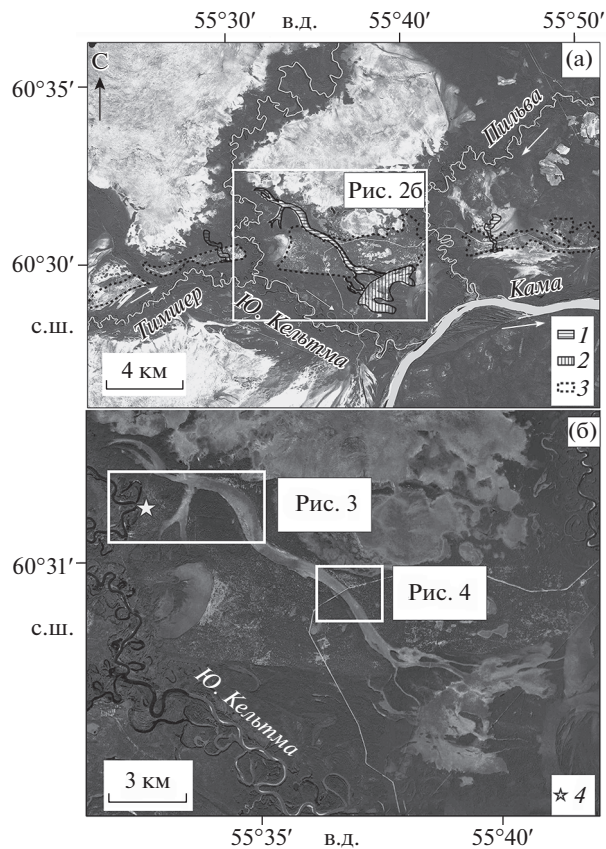 55°30′ в.д. 55°40′ 55°50′
(а)
С
60°35′
Пильва
Рис. 2б
60°30′
Кама
Тимшер
Ю. Кельтма
с.ш.
1
2
3
4 км
(б)
Рис. 3
60°31′
Рис. 4
с.ш.
Ю. Кельтма
3 км
4
55°35′ в.д. 55°40′